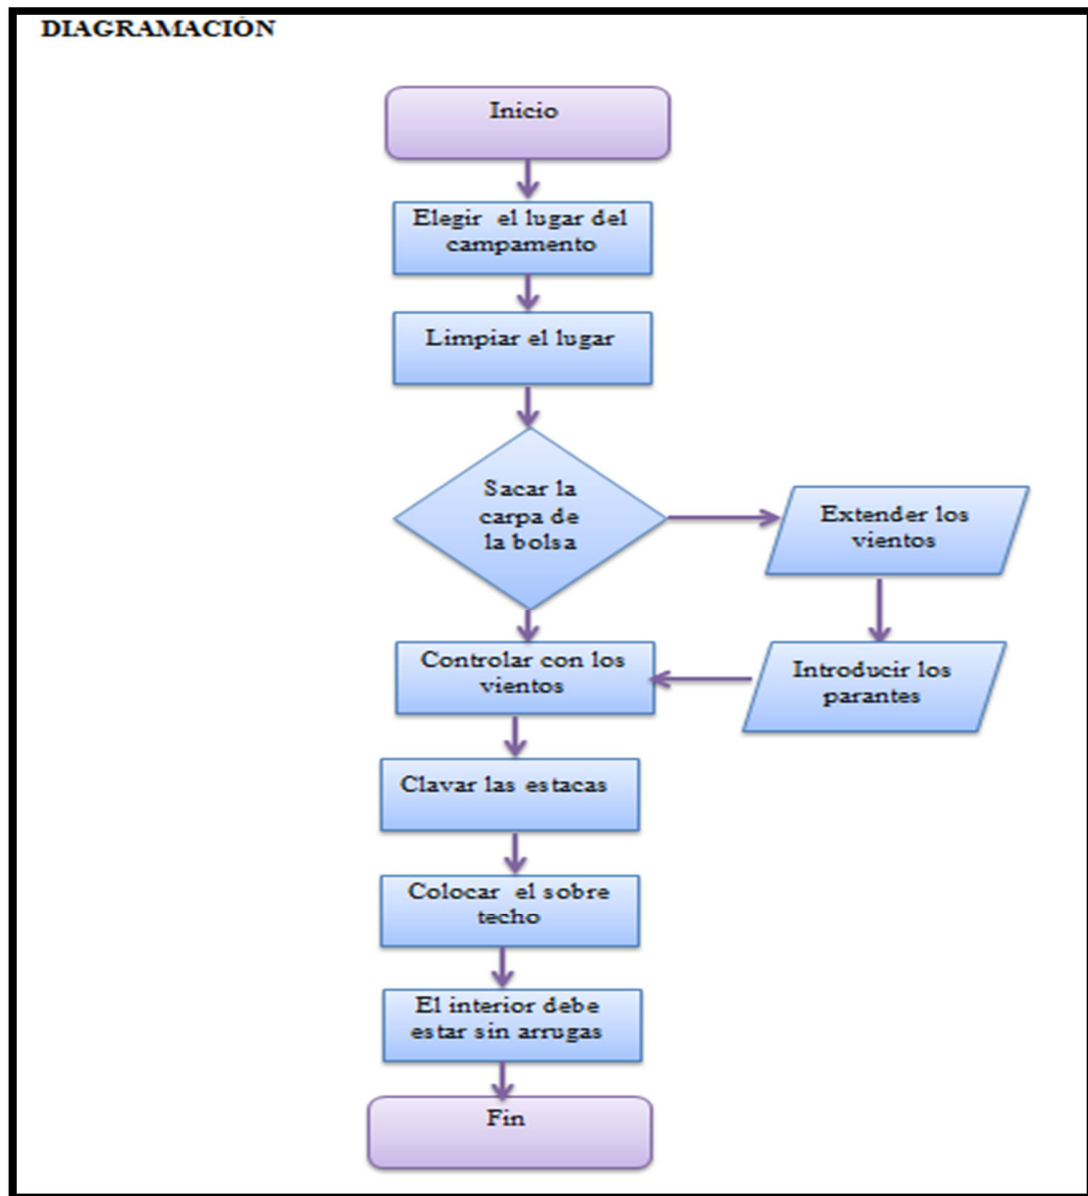 DIAGRAMACIÓN
Inicio
Elegir el lugar del
campamento
Limpiar el lugar
Sacar la
carpa de
la bolsa
Extender los
vientos
Introducir los
parantes
Controlar con los
vientos
Clavar las estacas
Colocar el sobre
techo
El interior debe
estar sin arrugas
Fin